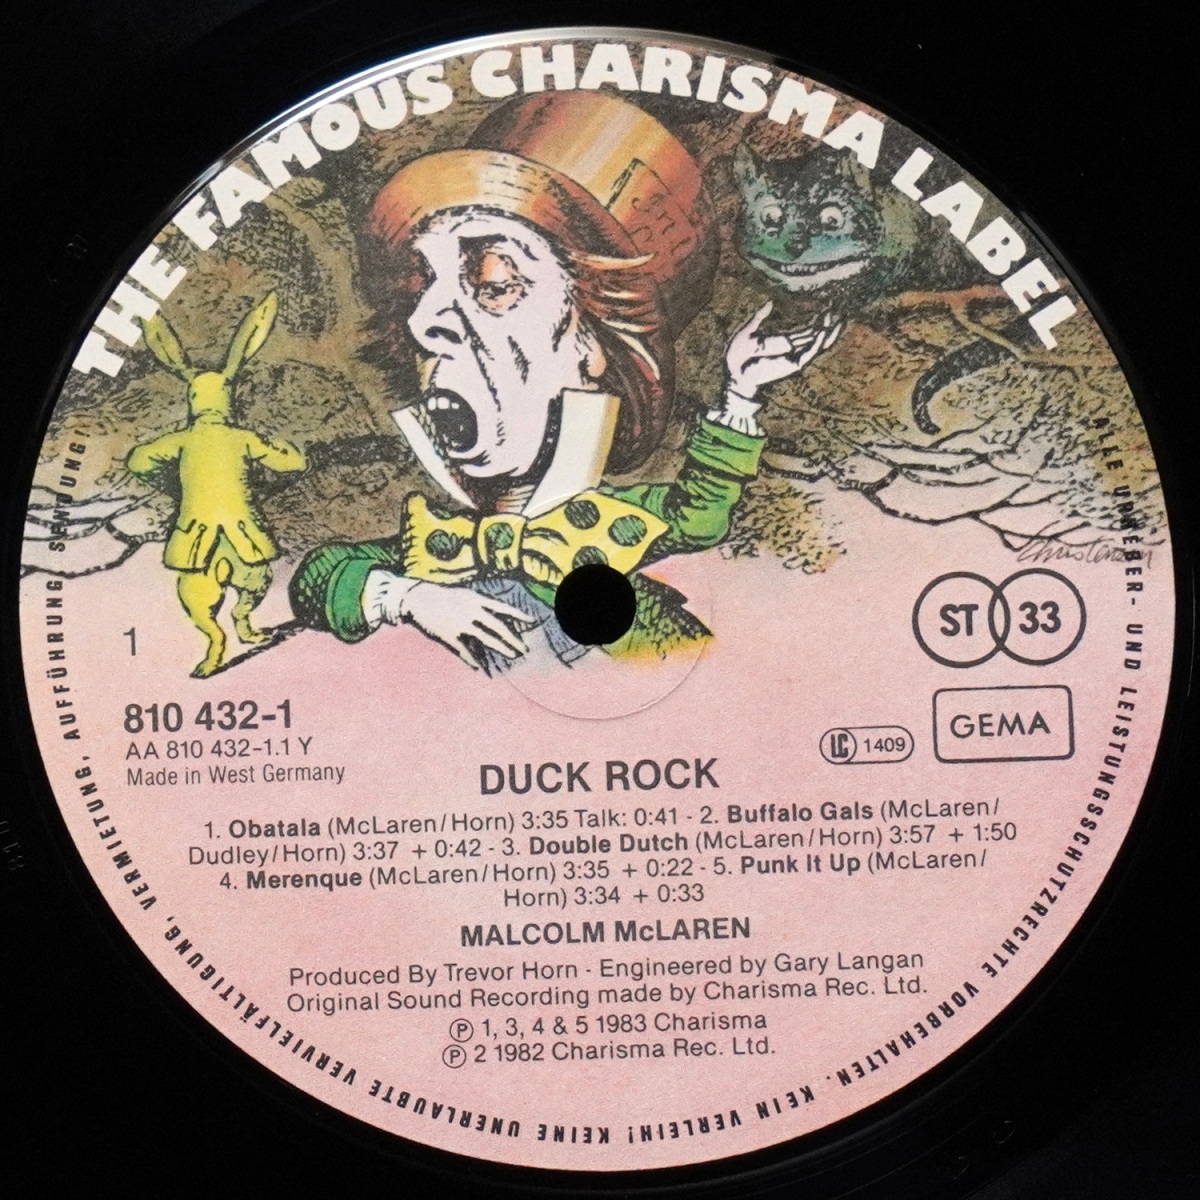 THE FAMOUS CHARISMA LABEL
1
ST 33
810 432-1
AA 810 432-1.1 Y
Made in West Germany
LC 1409
GEMA
DUCK ROCK
1. Obatala (McLaren/Horn) 3:35 Talk: 0:41 - 2. Buffalo Gals (McLaren/
Dudley/Horn) 3:37 + 0:42 - 3. Double Dutch (McLaren/Horn) 3:57 + 1:50
4. Merenque (McLaren/Horn) 3:35 + 0:22 - 5. Punk It Up (McLaren/
Horn) 3:34 + 0:33
MALCOLM McLAREN
Produced By Trevor Horn - Engineered by Gary Langan
Original Sound Recording made by Charisma Rec. Ltd.
Ⓟ 1, 3, 4 & 5 1983 Charisma
Ⓟ 2 1982 Charisma Rec. Ltd.
ALLE URHEBER- UND LEISTUNGSSCHUTZRECHTE VORBEHALTEN. KEIN VERLEIH! KEINE UNERLAUBTE VERVIELFÄLTIGUNG, VERMIETUNG, AUFFÜHRUNG, SENDUNG!